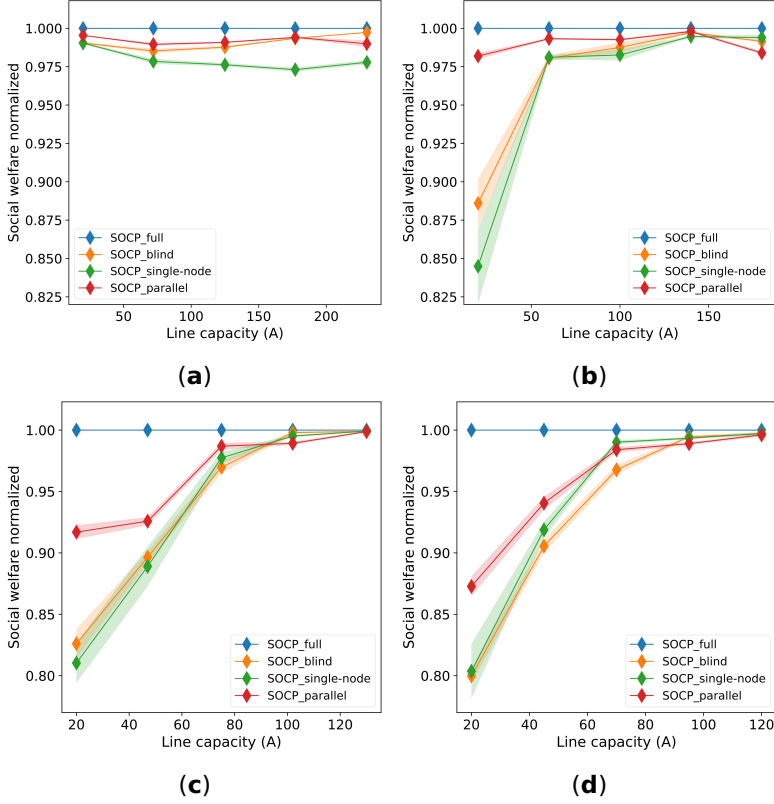 1.000
0.975
0.950
0.925
0.900
0.875
0.850
0.825
Social welfare normalized
SOCP_full
SOCP_blind
SOCP_single-node
SOCP_parallel
50 100 150 200
Line capacity (A)
(a)
1.000
0.975
0.950
0.925
0.900
0.875
0.850
0.825
Social welfare normalized
SOCP_full
SOCP_blind
SOCP_single-node
SOCP_parallel
50 100 150
Line capacity (A)
(b)
1.00
0.95
0.90
0.85
0.80
Social welfare normalized
SOCP_full
SOCP_blind
SOCP_single-node
SOCP_parallel
20 40 60 80 100 120
Line capacity (A)
(c)
1.00
0.95
0.90
0.85
0.80
Social welfare normalized
SOCP_full
SOCP_blind
SOCP_single-node
SOCP_parallel
20 40 60 80 100 120
Line capacity (A)
(d)